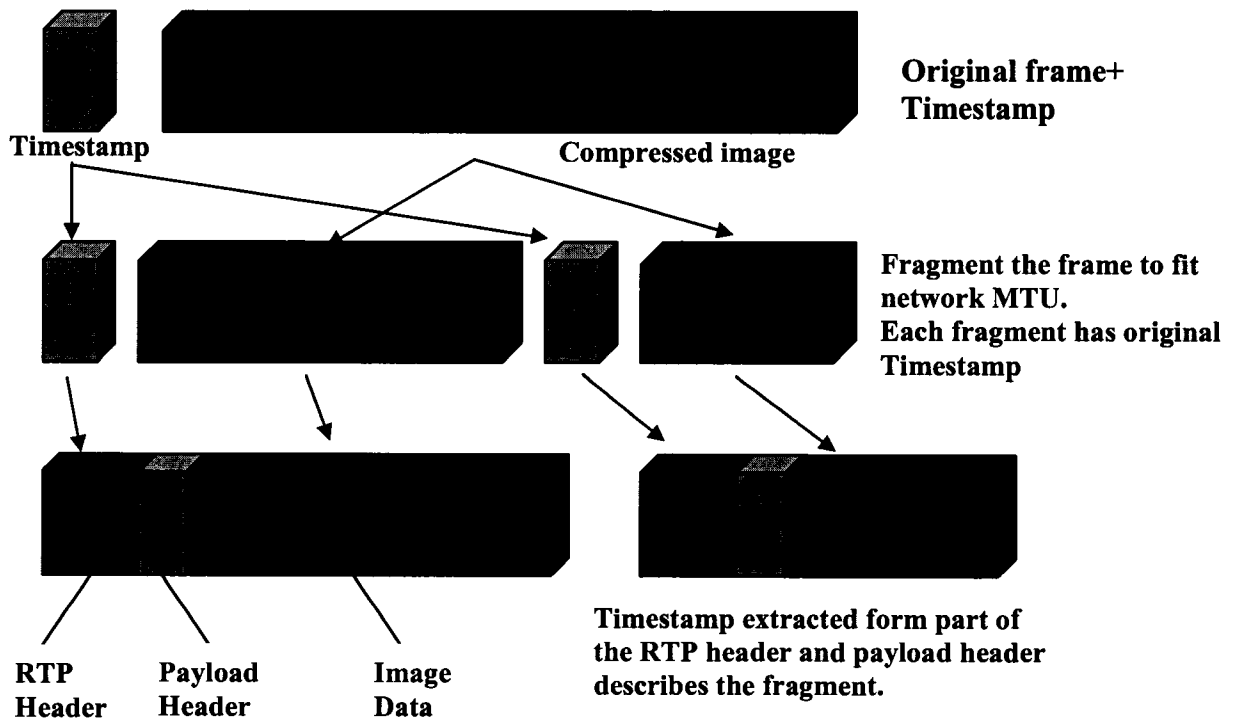 Original frame+
Timestamp
Timestamp
Compressed image
Fragment the frame to fit
network MTU.
Each fragment has original
Timestamp
Timestamp extracted form part of
the RTP header and payload header
describes the fragment.
RTP
Header
Payload
Header
Image
Data